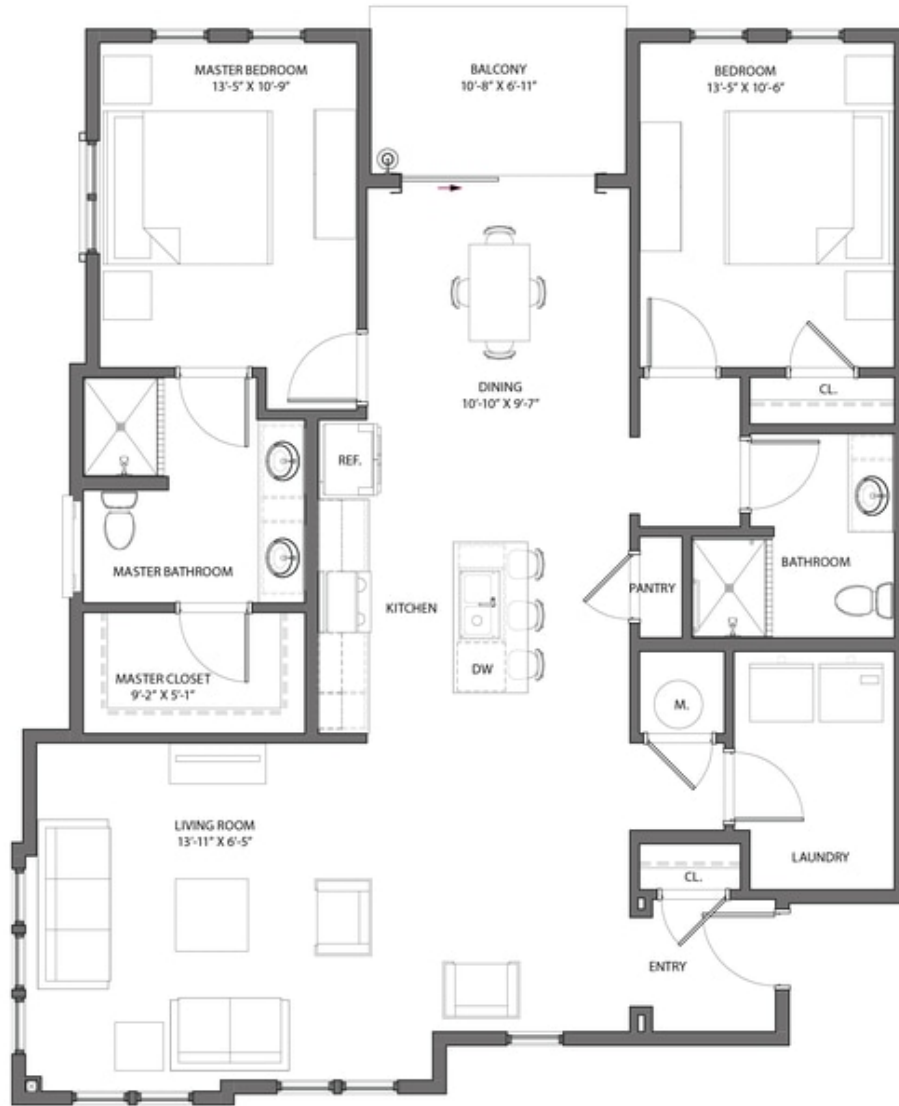 MASTER BEDROOM
13'-5" X 10'-9"
BALCONY
10'-8" X 6'-11"
BEDROOM
13'-5" X 10'-6"
DINING
10'-10" X 9'-7"
CL.
REF.
MASTER BATHROOM
BATHROOM
PANTRY
KITCHEN
DW
MASTER CLOSET
9'-2" X 5'-1"
M.
LIVING ROOM
13'-11" X 6'-5"
LAUNDRY
CL.
ENTRY